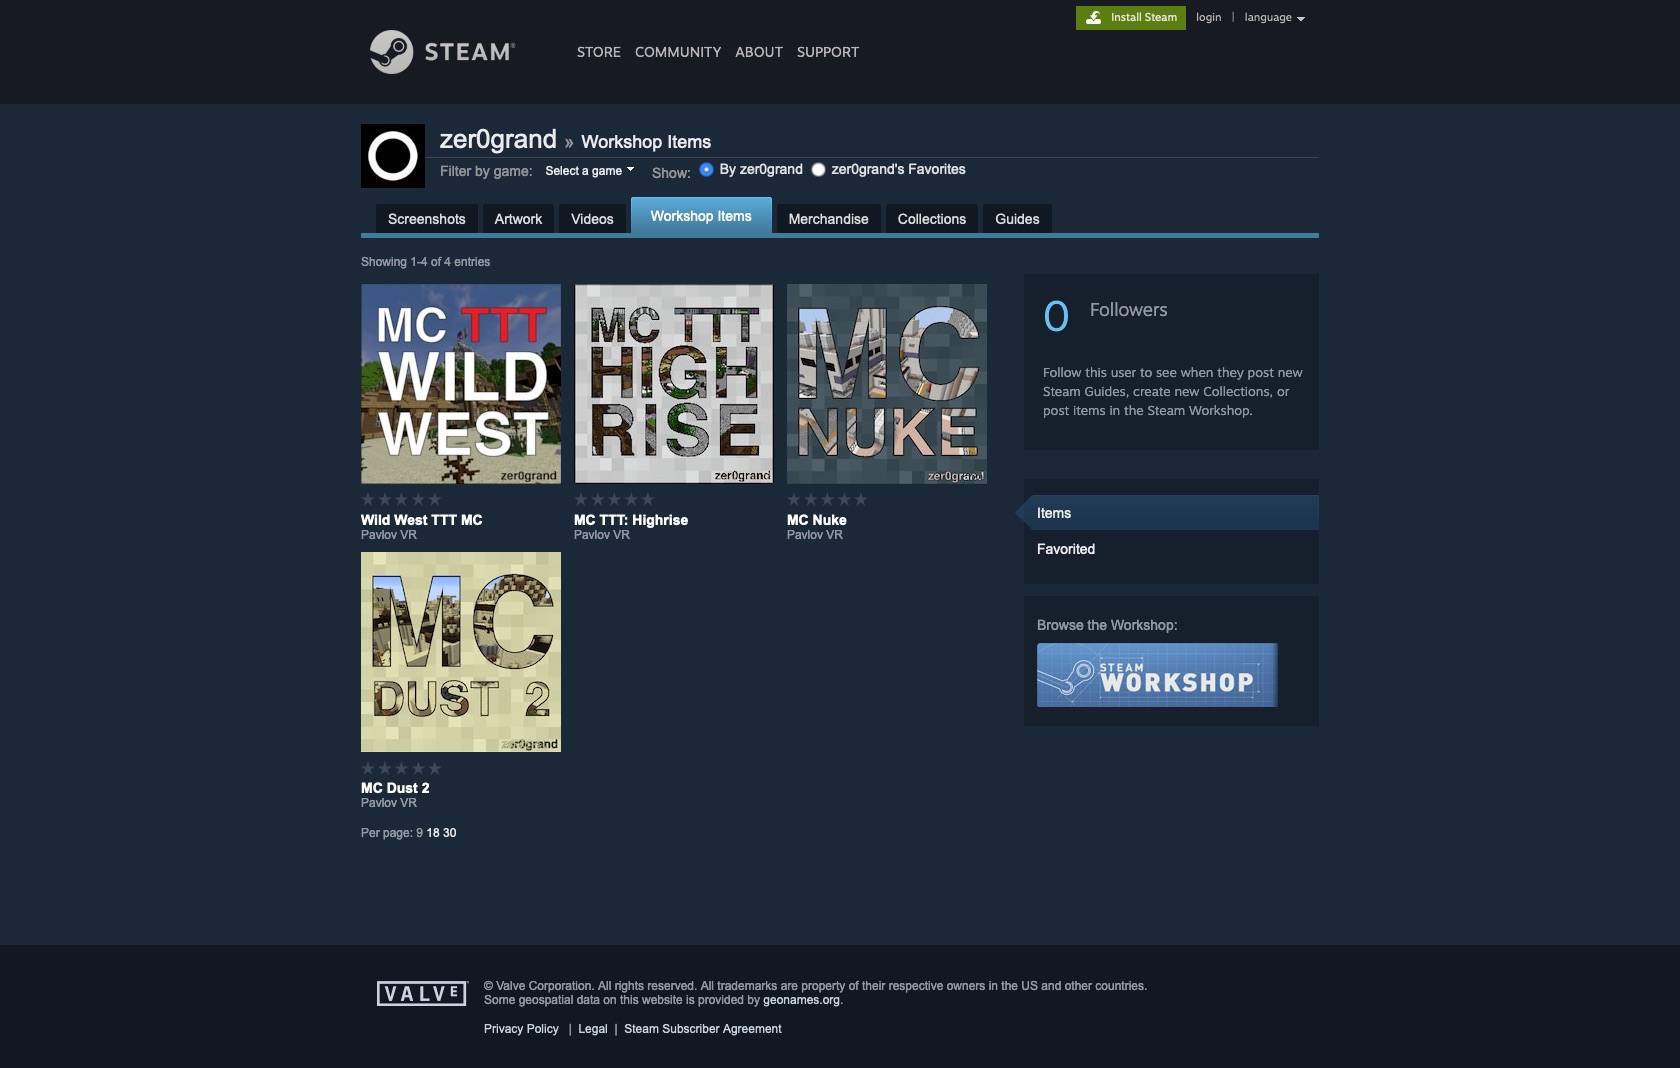 Install Steam login | language
STEAM®
STORE COMMUNITY ABOUT SUPPORT
zer0grand » Workshop Items
Filter by game: Select a game Show: By zer0grand zer0grand's Favorites
Screenshots Artwork Videos Workshop Items Merchandise Collections Guides
Showing 1-4 of 4 entries
MC TTT
WILD
WEST
zer0grand
Wild West TTT MC
Pavlov VR
MC TTT
HIGH
RISE
zer0grand
MC TTT: Highrise
Pavlov VR
MC
NUKE
zer0grand
MC Nuke
Pavlov VR
MC
DUST 2
zer0grand
MC Dust 2
Pavlov VR
Per page: 9 18 30
0 Followers
Follow this user to see when they post new
Steam Guides, create new Collections, or
post items in the Steam Workshop.
Items
Favorited
Browse the Workshop:
STEAM
WORKSHOP
VALVE
© Valve Corporation. All rights reserved. All trademarks are property of their respective owners in the US and other countries.
Some geospatial data on this website is provided by geonames.org.
Privacy Policy | Legal | Steam Subscriber Agreement